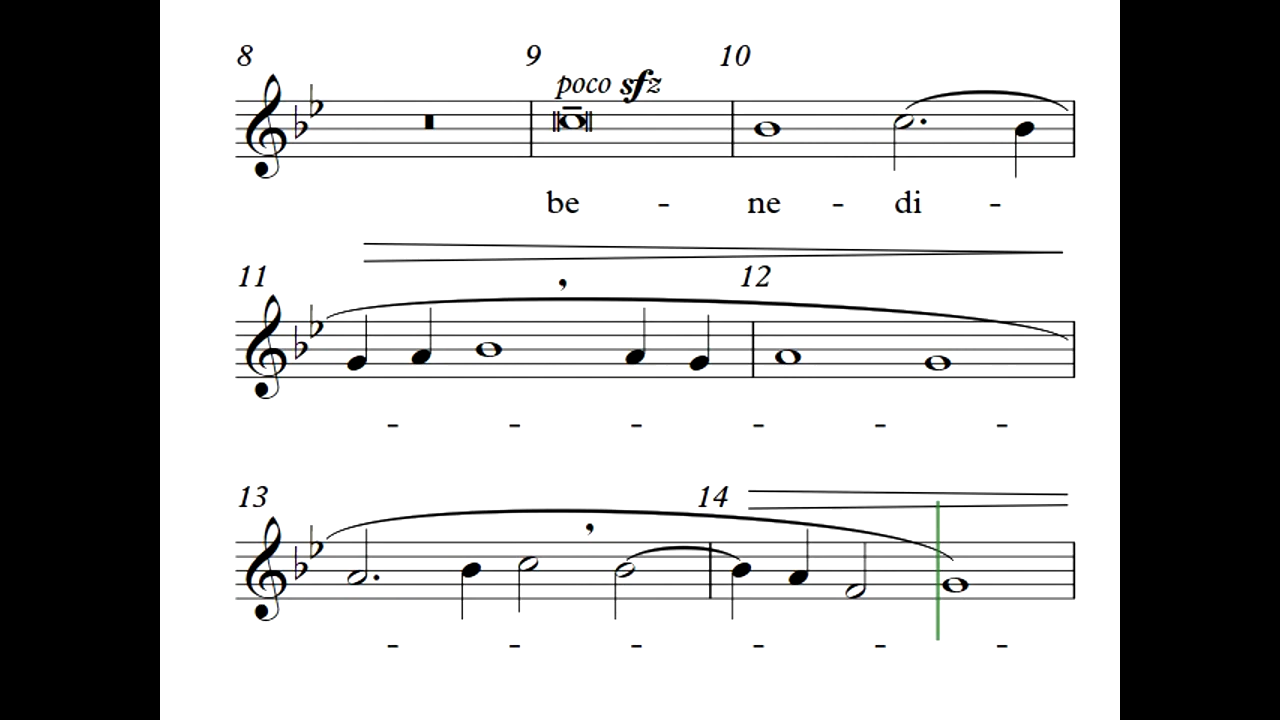 8 9 10
poco sfz
be - ne - di -
11 12
- - - - - -
13 14
- - - - - -